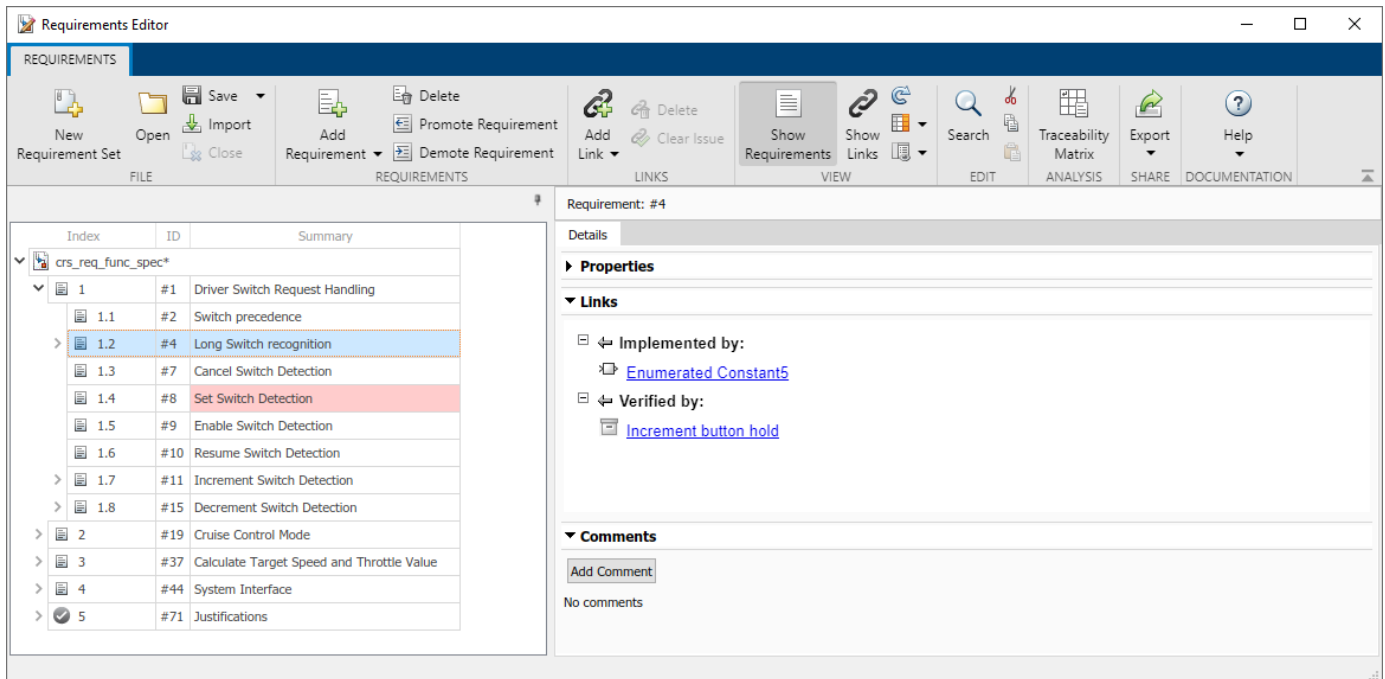 Requirements Editor
REQUIREMENTS
New
Requirement Set
Open
Save
Import
Close
FILE
Add
Requirement
Delete
Promote Requirement
Demote Requirement
REQUIREMENTS
Add
Link
Delete
Clear Issue
LINKS
Show
Requirements
Show
Links
VIEW
Search
EDIT
Traceability
Matrix
ANALYSIS
Export
SHARE
Help
DOCUMENTATION
Index ID Summary
crs_req_func_spec*
1 #1 Driver Switch Request Handling
1.1 #2 Switch precedence
1.2 #4 Long Switch recognition
1.3 #7 Cancel Switch Detection
1.4 #8 Set Switch Detection
1.5 #9 Enable Switch Detection
1.6 #10 Resume Switch Detection
1.7 #11 Increment Switch Detection
1.8 #15 Decrement Switch Detection
2 #19 Cruise Control Mode
3 #37 Calculate Target Speed and Throttle Value
4 #44 System Interface
5 #71 Justifications
Requirement: #4
Details
Properties
Links
Implemented by:
Enumerated Constant5
Verified by:
Increment button hold
Comments
Add Comment
No comments